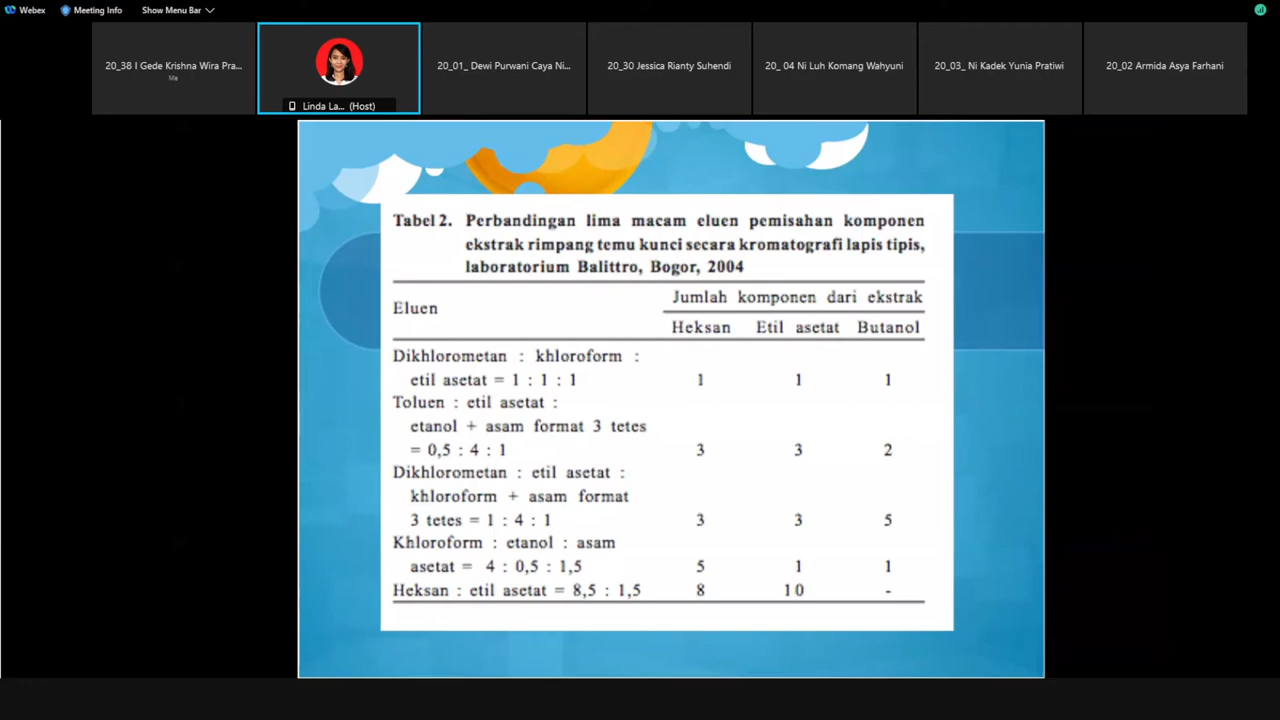 Webex Meeting Info Show Menu Bar
20_38 I Gede Krishna Wira Pra...
Me
Linda La... (Host)
20_01_ Dewi Purwani Caya Ni...
20_30 Jessica Rianty Suhendi
20_ 04 Ni Luh Komang Wahyuni
20_03_ Ni Kadek Yunia Pratiwi
20_02 Armida Asya Farhani
Tabel 2. Perbandingan lima macam eluen pemisahan komponen
ekstrak rimpang temu kunci secara kromatografi lapis tipis,
laboratorium Balittro, Bogor, 2004
Eluen
Jumlah komponen dari ekstrak
Heksan Etil asetat Butanol
Dikhlorometan : khloroform :
etil asetat = 1 : 1 : 1 1 1 1
Toluen : etil asetat :
etanol + asam format 3 tetes
= 0,5 : 4 : 1 3 3 2
Dikhlorometan : etil asetat :
khloroform + asam format
3 tetes = 1 : 4 : 1 3 3 5
Khloroform : etanol : asam
asetat = 4 : 0,5 : 1,5 5 1 1
Heksan : etil asetat = 8,5 : 1,5 8 10 -